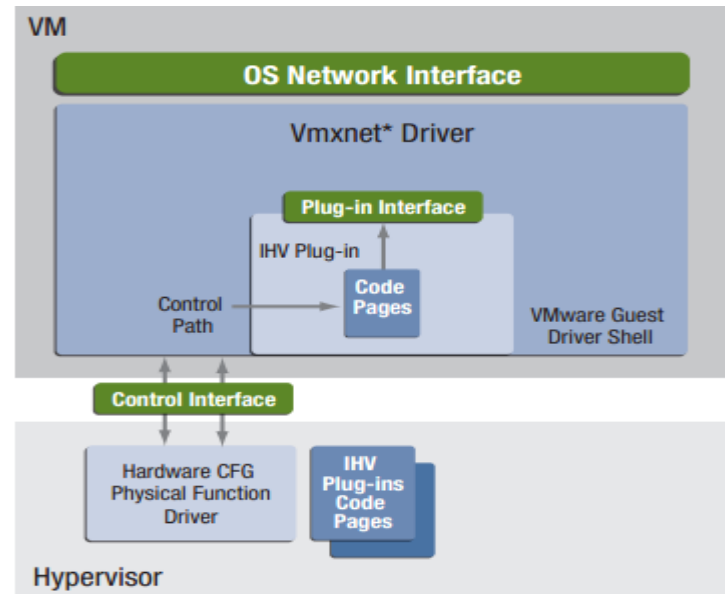 VM
OS Network Interface
Vmxnet* Driver
Plug-in Interface
IHV Plug-in
Code
Pages
Control
Path
VMware Guest
Driver Shell
Control Interface
Hardware CFG
Physical Function
Driver
IHV
Plug-ins
Code
Pages
Hypervisor